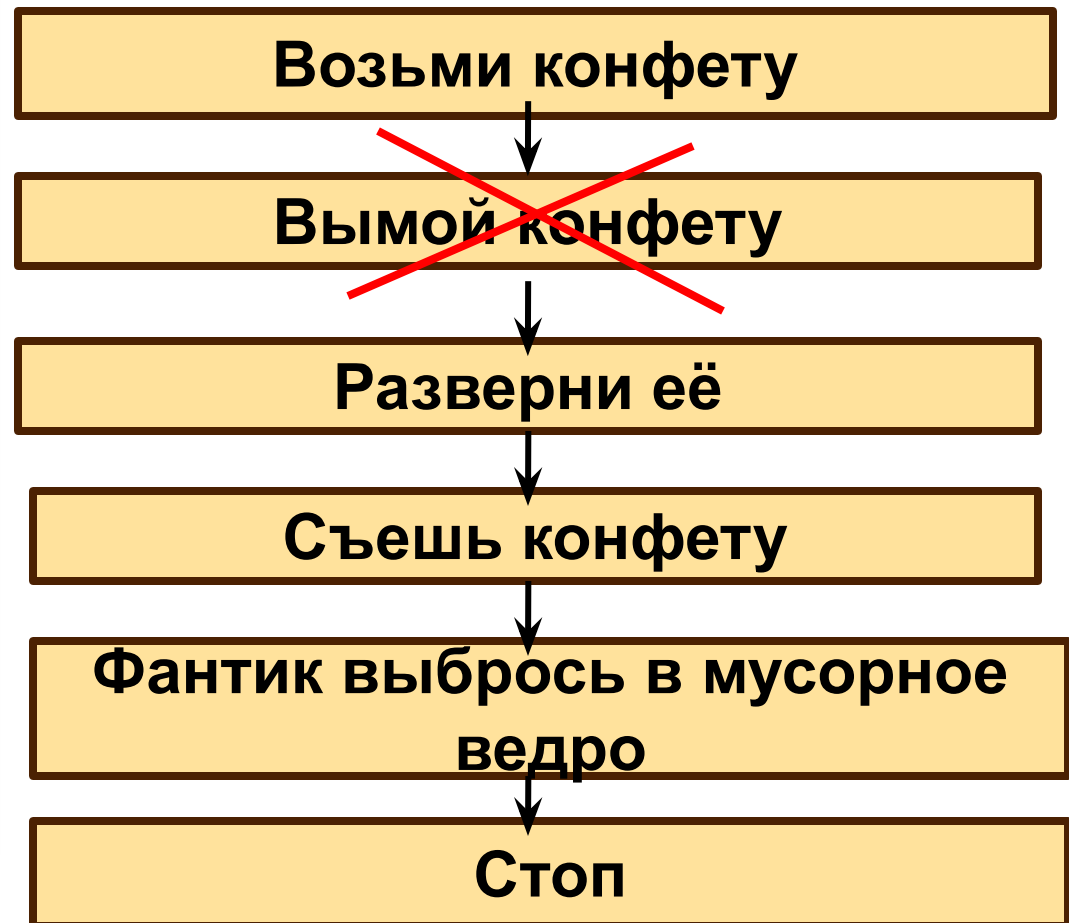 Возьми конфету
Вымой конфету
Разверни её
Съешь конфету
Фантик выбрось в мусорное
ведро
Стоп